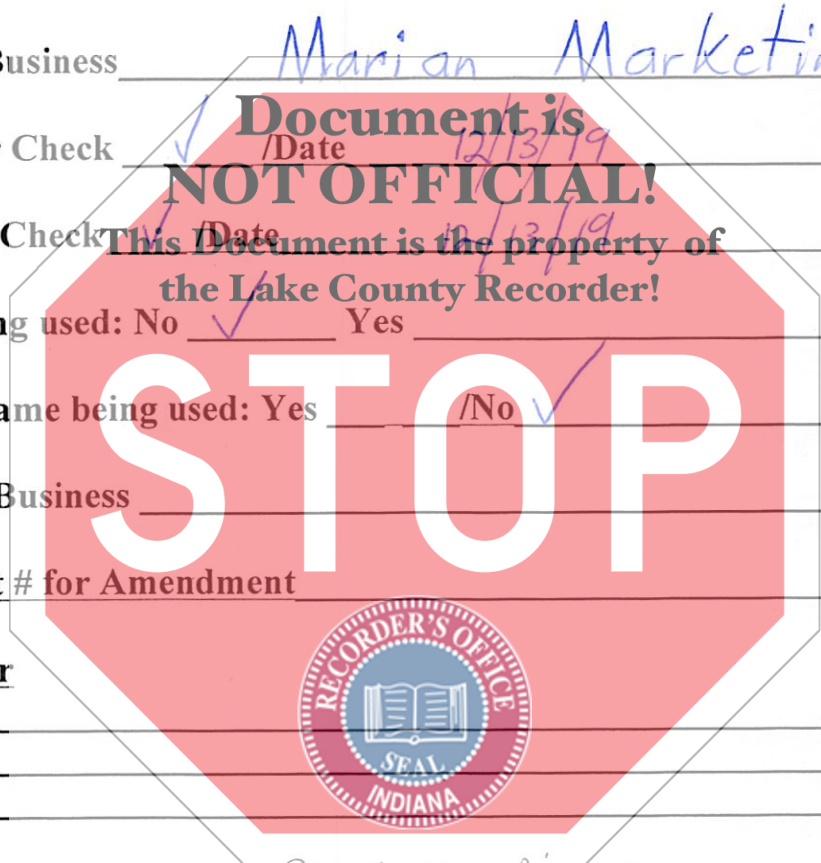 Business Marian Marketin
Document is
Check ✓ /Date 12/13/19
NOT OFFICIAL!
Check ✓ /Date 12/13/19
This Document is the property of
the Lake County Recorder!
ng used: No ✓ Yes
STOP
ame being used: Yes /No ✓
Business
t # for Amendment
RECORDER'S OFFICE
SEAL
INDIANA
r